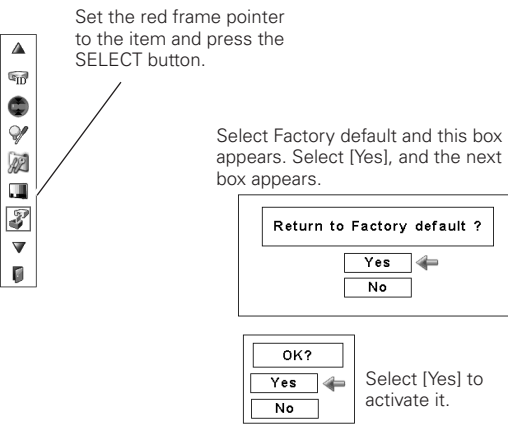 Set the red frame pointer
to the item and press the
SELECT button.
ID
Select Factory default and this box
appears. Select [Yes], and the next
box appears.
Return to Factory default ?
Yes
No
OK?
Yes
No
Select [Yes] to
activate it.